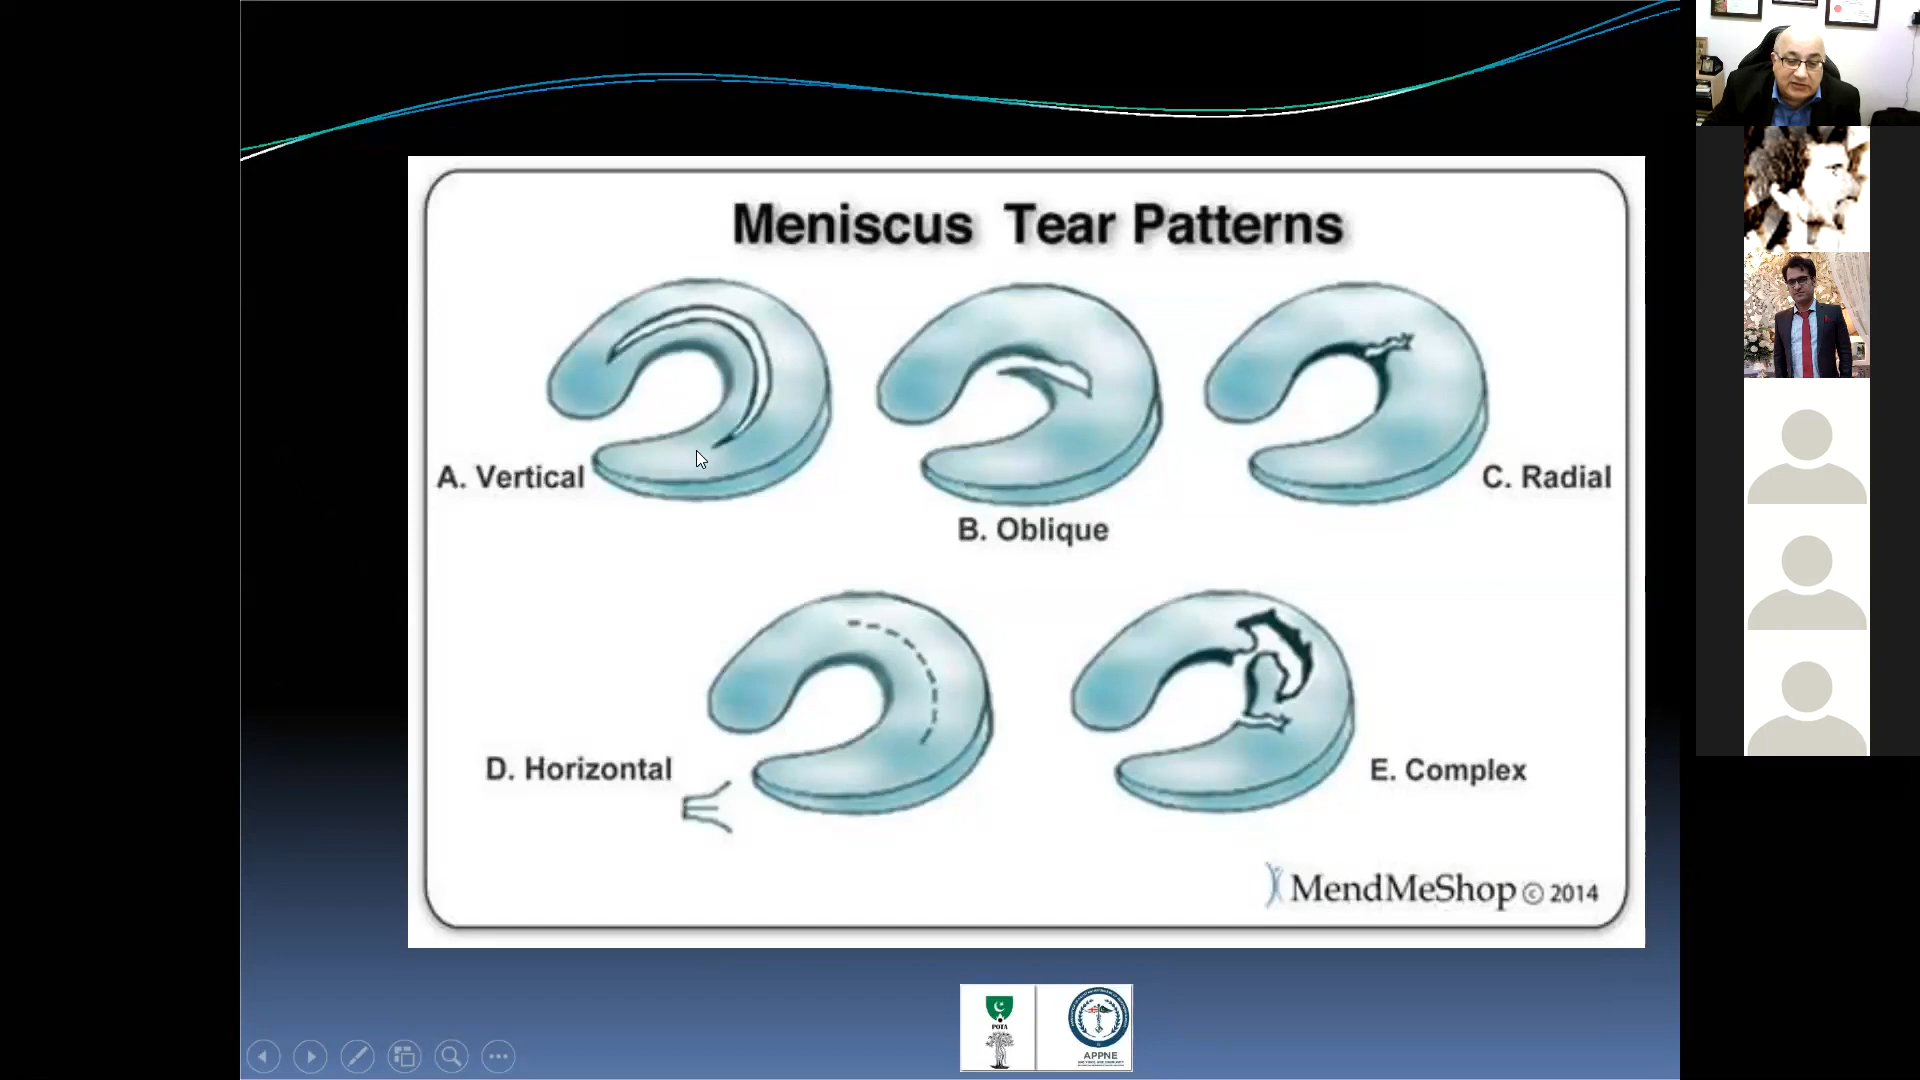 Meniscus Tear Patterns
A. Vertical
B. Oblique
C. Radial
D. Horizontal
E. Complex
MendMeShop © 2014
POTA
APPNE